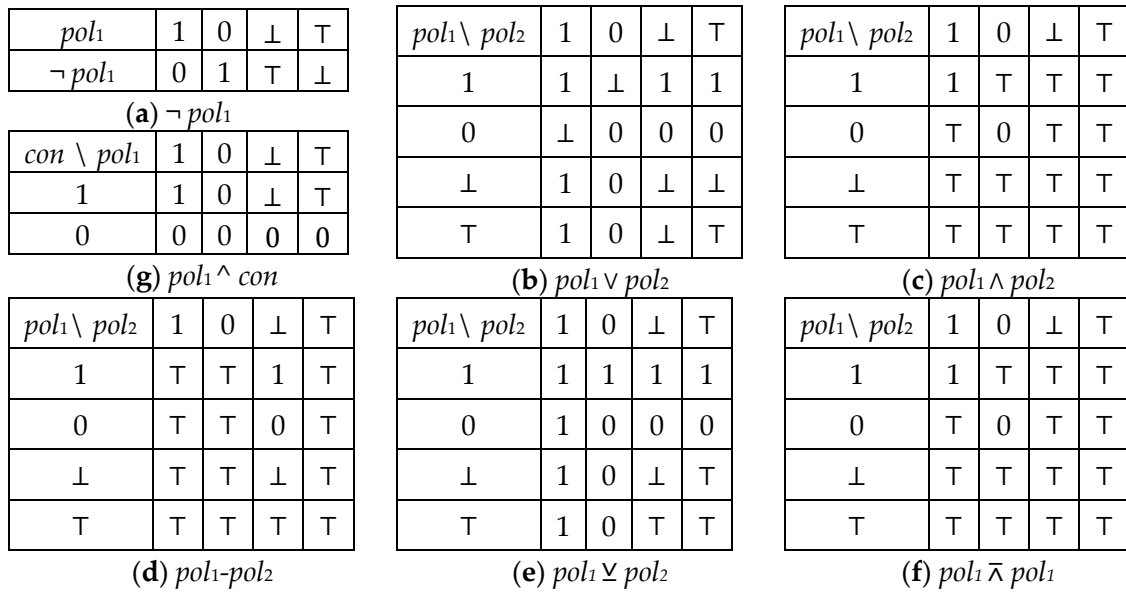 pol₁ 1 0 ⊥ ⊤
¬ pol₁ 0 1 ⊤ ⊥
(a) ¬ pol₁
con \ pol₁ 1 0 ⊥ ⊤
1 1 0 ⊥ ⊤
0 0 0 0 0
(g) pol₁ ^ con
pol₁\ pol₂ 1 0 ⊥ ⊤
1 1 ⊥ 1 1
0 ⊥ 0 0 0
⊥ 1 0 ⊥ ⊥
⊤ 1 0 ⊥ ⊤
(b) pol₁ ∨ pol₂
pol₁\ pol₂ 1 0 ⊥ ⊤
1 1 ⊤ ⊤ ⊤
0 ⊤ 0 ⊤ ⊤
⊥ ⊤ ⊤ ⊤ ⊤
⊤ ⊤ ⊤ ⊤ ⊤
(c) pol₁ ∧ pol₂
pol₁\ pol₂ 1 0 ⊥ ⊤
1 ⊤ ⊤ 1 ⊤
0 ⊤ ⊤ 0 ⊤
⊥ ⊤ ⊤ ⊥ ⊤
⊤ ⊤ ⊤ ⊤ ⊤
(d) pol₁-pol₂
pol₁\ pol₂ 1 0 ⊥ ⊤
1 1 1 1 1
0 1 0 0 0
⊥ 1 0 ⊥ ⊤
⊤ 1 0 ⊤ ⊤
(e) pol₁ ⊻ pol₂
pol₁\ pol₂ 1 0 ⊥ ⊤
1 1 ⊤ ⊤ ⊤
0 ⊤ 0 ⊤ ⊤
⊥ ⊤ ⊤ ⊤ ⊤
⊤ ⊤ ⊤ ⊤ ⊤
(f) pol₁ ⊼ pol₁